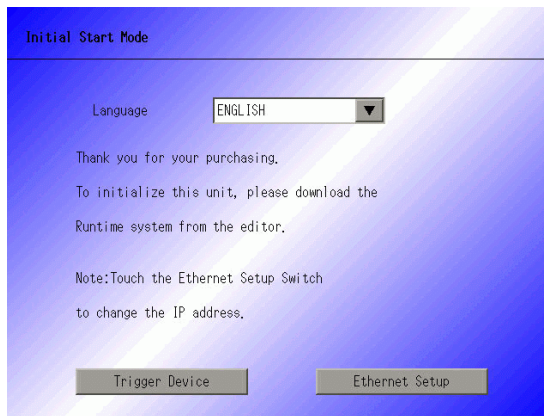 Initial Start Mode
Language
ENGLISH
Thank you for your purchasing.
To initialize this unit, please download the
Runtime system from the editor.
Note:Touch the Ethernet Setup Switch
to change the IP address.
Trigger Device
Ethernet Setup